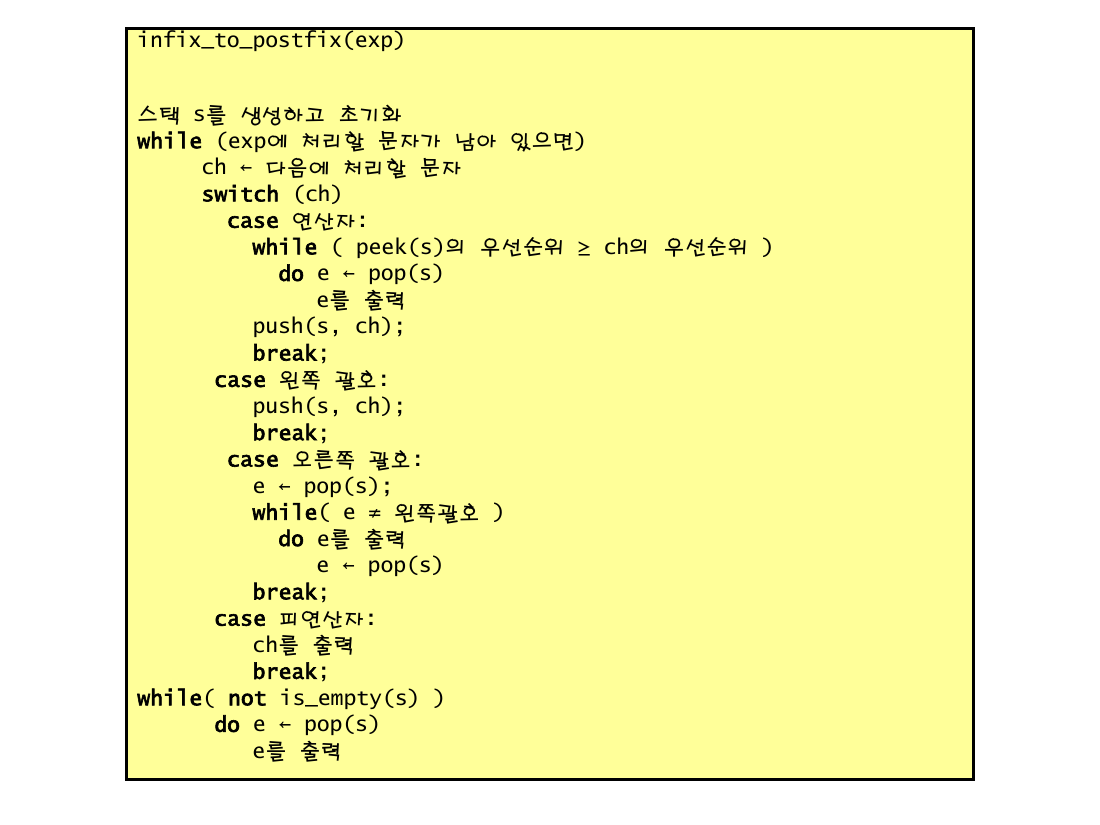 infix_to_postfix(exp)
스택 s를 생성하고 초기화
while (exp에 처리할 문자가 남아 있으면)
ch ← 다음에 처리할 문자
switch (ch)
case 연산자:
while ( peek(s)의 우선순위 ≥ ch의 우선순위 )
do e ← pop(s)
e를 출력
push(s, ch);
break;
case 왼쪽 괄호:
push(s, ch);
break;
case 오른쪽 괄호:
e ← pop(s);
while( e ≠ 왼쪽괄호 )
do e를 출력
e ← pop(s)
break;
case 피연산자:
ch를 출력
break;
while( not is_empty(s) )
do e ← pop(s)
e를 출력